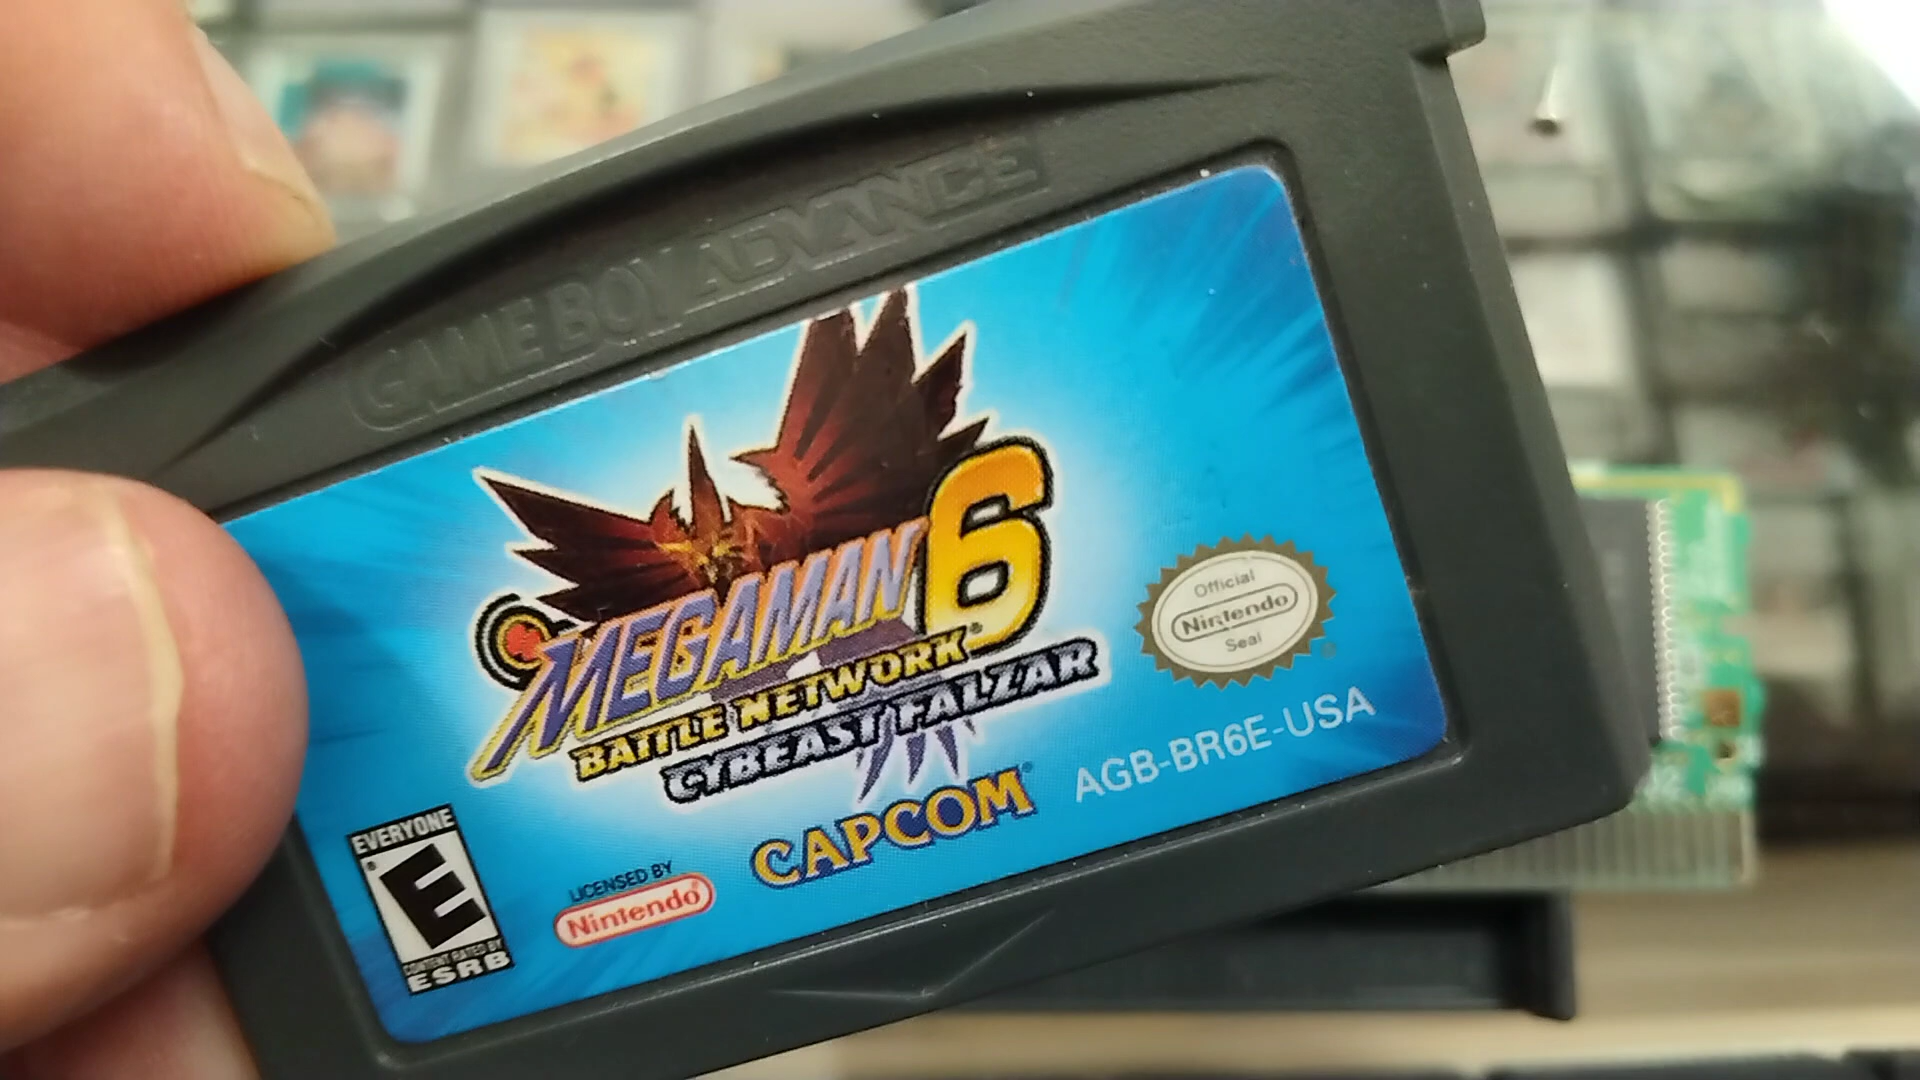 GAME BOY ADVANCE
MEGAMAN 6
BATTLE NETWORK®
CYBEAST FALZAR
Official
Nintendo
Seal
AGB-BR6E-USA
CAPCOM®
LICENSED BY
Nintendo®
EVERYONE
E
CONTENT RATED BY
ESRB